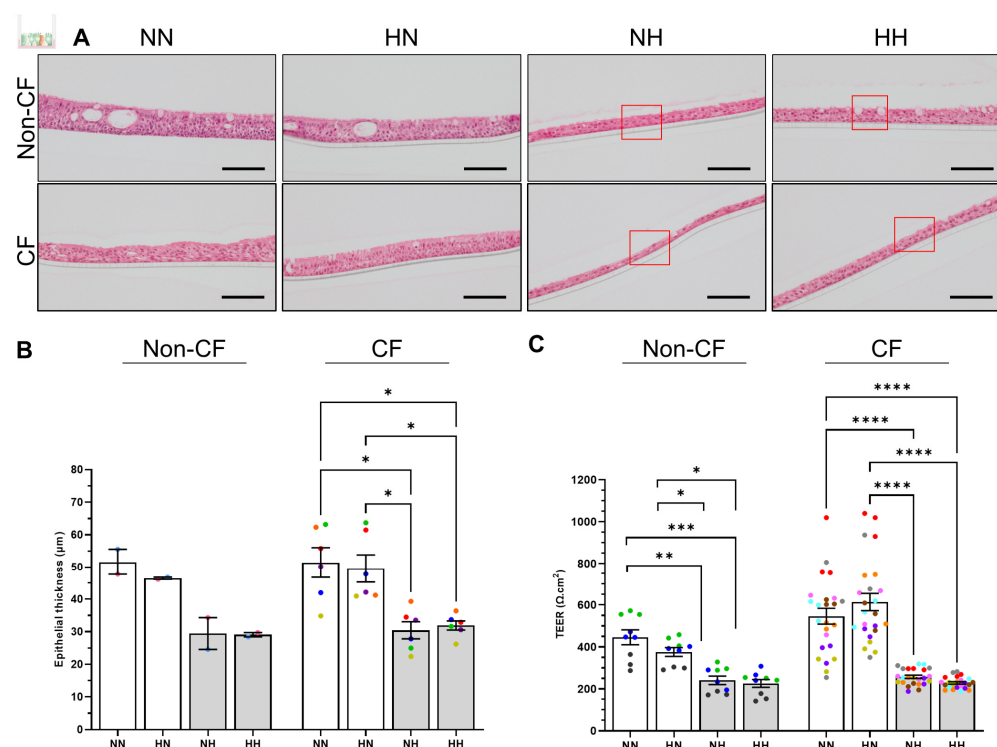 A
NN
HN
NH
HH
Non-CF
CF
B
Non-CF
CF
*
*
*
*
Epithelial thickness (µm)
80
70
60
50
40
30
20
10
0
NN
HN
NH
HH
NN
HN
NH
HH
C
Non-CF
CF
****
****
****
****
*
*
***
**
TEER (Ω.cm²)
1200
1000
800
600
400
200
0
NN
HN
NH
HH
NN
HN
NH
HH